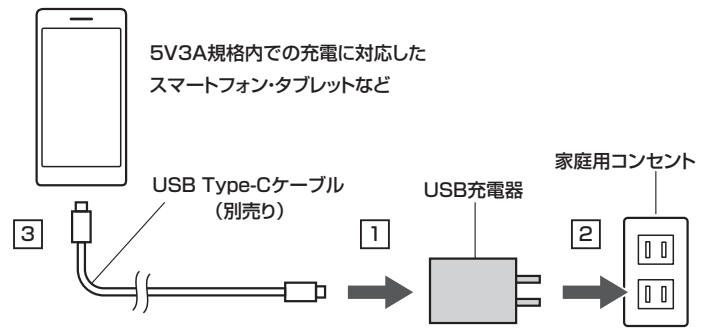 5V3A規格内での充電に対応した
スマートフォン・タブレットなど
家庭用コンセント
USB Type-Cケーブル
（別売り）
USB充電器
3
1
2